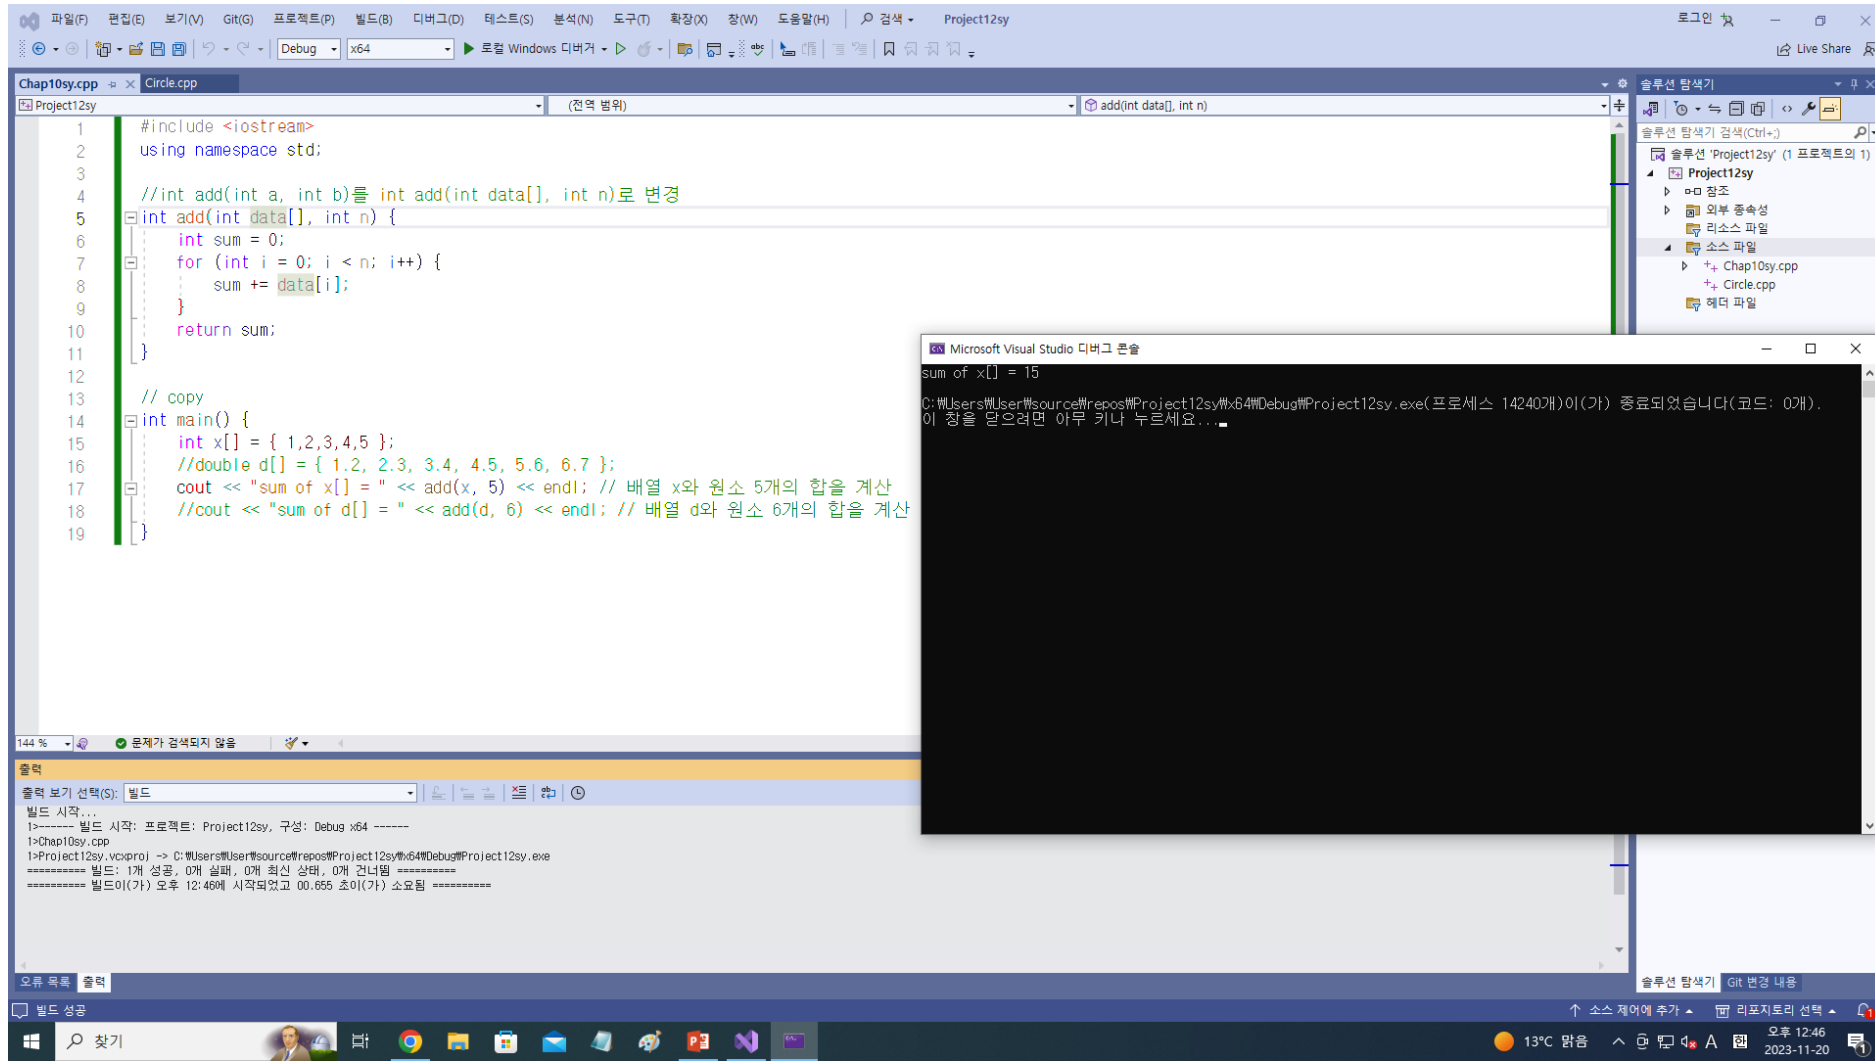 파일(F) 편집(E) 보기(V) Git(G) 프로젝트(P) 빌드(B) 디버그(D) 테스트(S) 분석(N) 도구(T) 확장(X) 창(W) 도움말(H) 검색 Project12sy 로그인
Debug x64 로컬 Windows 디버거 Live Share
Chap10sy.cpp Circle.cpp
Project12sy (전역 범위) add(int data[], int n)
1 #include <iostream>
2 using namespace std;
3
4 //int add(int a, int b)를 int add(int data[], int n)로 변경
5 int add(int data[], int n) {
6 int sum = 0;
7 for (int i = 0; i < n; i++) {
8 sum += data[i];
9 }
10 return sum;
11 }
12
13 // copy
14 int main() {
15 int x[] = { 1,2,3,4,5 };
16 //double d[] = { 1.2, 2.3, 3.4, 4.5, 5.6, 6.7 };
17 cout << "sum of x[] = " << add(x, 5) << endl; // 배열 x와 원소 5개의 합을 계산
18 //cout << "sum of d[] = " << add(d, 6) << endl; // 배열 d와 원소 6개의 합을 계산
19 }
솔루션 탐색기
솔루션 탐색기 검색(Ctrl+;)
솔루션 'Project12sy' (1 프로젝트의 1)
Project12sy
참조
외부 종속성
리소스 파일
소스 파일
Chap10sy.cpp
Circle.cpp
헤더 파일
Microsoft Visual Studio 디버그 콘솔
sum of x[] = 15
C:₩Users₩User₩source₩repos₩Project12sy₩x64₩Debug₩Project12sy.exe(프로세스 14240개)이(가) 종료되었습니다(코드: 0개).
이 창을 닫으려면 아무 키나 누르세요...
144 % 문제가 검색되지 않음
출력
출력 보기 선택(S): 빌드
빌드 시작...
1>------ 빌드 시작: 프로젝트: Project12sy, 구성: Debug x64 ------
1>Chap10sy.cpp
1>Project12sy.vcxproj -> C:₩Users₩User₩source₩repos₩Project12sy₩x64₩Debug₩Project12sy.exe
========== 빌드: 1개 성공, 0개 실패, 0개 최신 상태, 0개 건너뜀 ==========
========== 빌드이(가) 오후 12:46에 시작되었고 00.655 초이(가) 소요됨 ==========
오류 목록 출력
솔루션 탐색기 Git 변경 내용
빌드 성공 소스 제어에 추가 리포지토리 선택 1
찾기 13°C 맑음 A 한 오후 12:46
2023-11-20 1